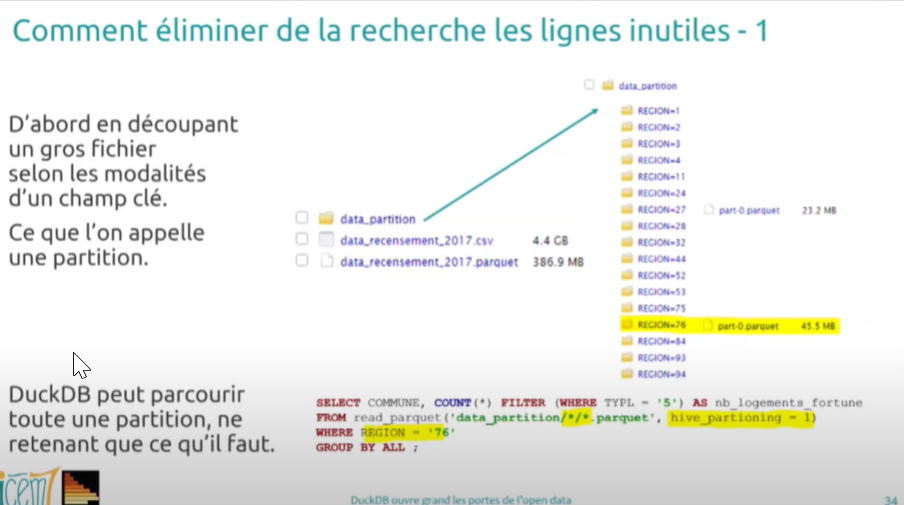 Comment éliminer de la recherche les lignes inutiles - 1
D'abord en découpant
un gros fichier
selon les modalités
d'un champ clé.
Ce que l'on appelle
une partition.
data_partition
data_recensement_2017.csv 4.4 GB
data_recensement_2017.parquet 386.9 MB
data_partition
REGION=1
REGION=2
REGION=3
REGION=4
REGION=11
REGION=24
REGION=27 part-0.parquet 23.2 MB
REGION=28
REGION=32
REGION=44
REGION=52
REGION=53
REGION=75
REGION=76 part-0.parquet 45.5 MB
REGION=84
REGION=93
REGION=94
DuckDB peut parcourir
toute une partition, ne
retenant que ce qu'il faut.
SELECT COMMUNE, COUNT(*) FILTER (WHERE TYPL = '5') AS nb_logements_fortune
FROM read_parquet('data_partition/*/*.parquet', hive_partioning = 1)
WHERE REGION = '76'
GROUP BY ALL ;
icem7
DuckDB ouvre grand les portes de l'open data
34